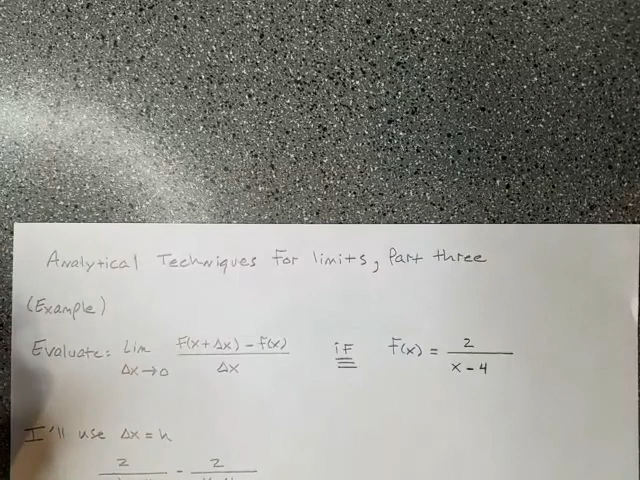 Analytical Techniques For limits, Part three
(Example)
Evaluate: Lim Δx→0 F(x+Δx) - F(x) / Δx if F(x) = 2 / x - 4
I'll use Δx = h
2 - 2